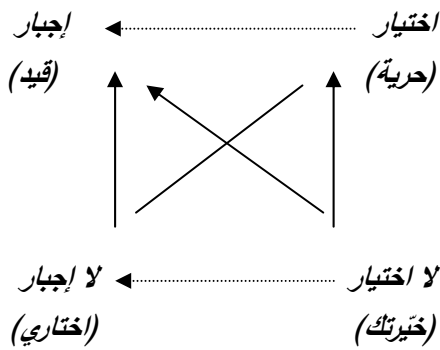 اختيار إجبار
(حرية) (قيد)
لا اختيار لا إجبار
(خيّرتك) (اختاري)